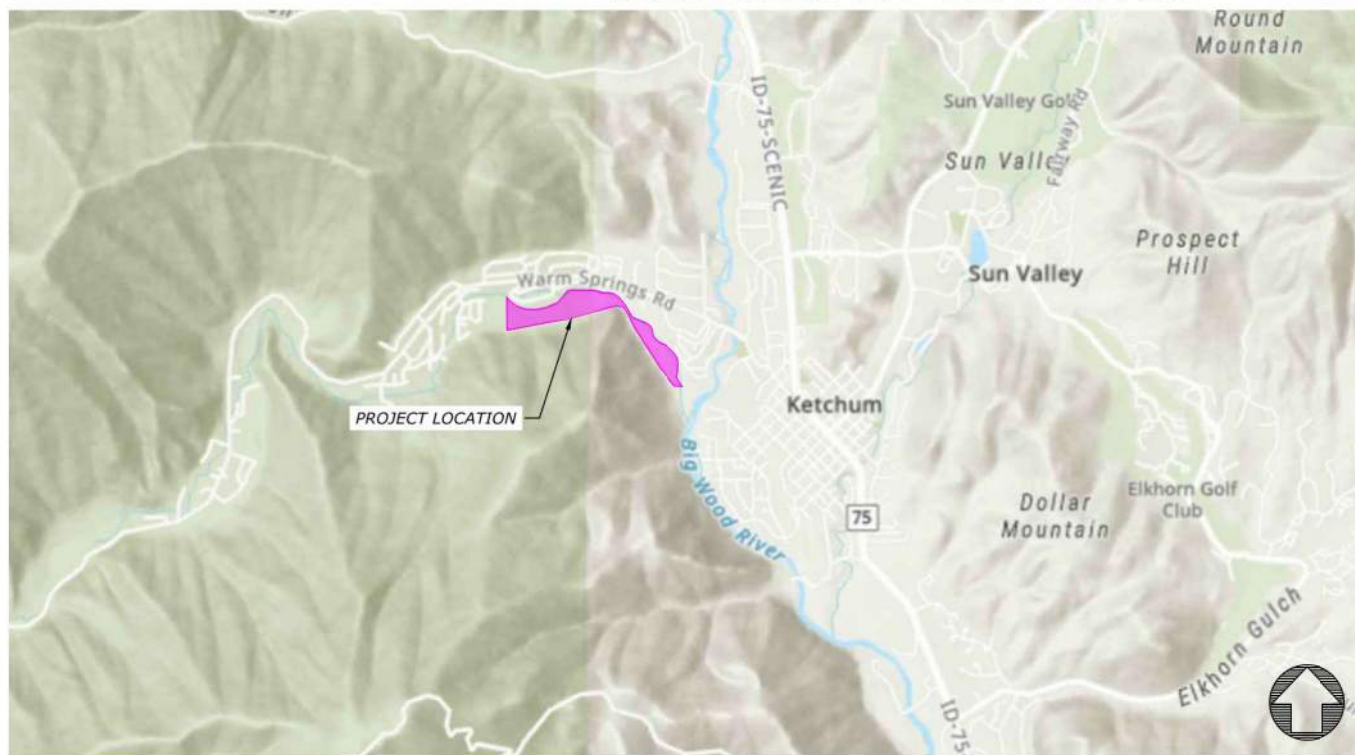 Round
Mountain
ID-75-SCENIC
Sun Valley Golf
Fairway Rd
Sun Valle
Prospect
Hill
Sun Valley
Warm Springs Rd
PROJECT LOCATION
Ketchum
Big Wood River
75
Dollar
Mountain
Elkhorn Golf
Club
Elkhorn Gulch
ID-75